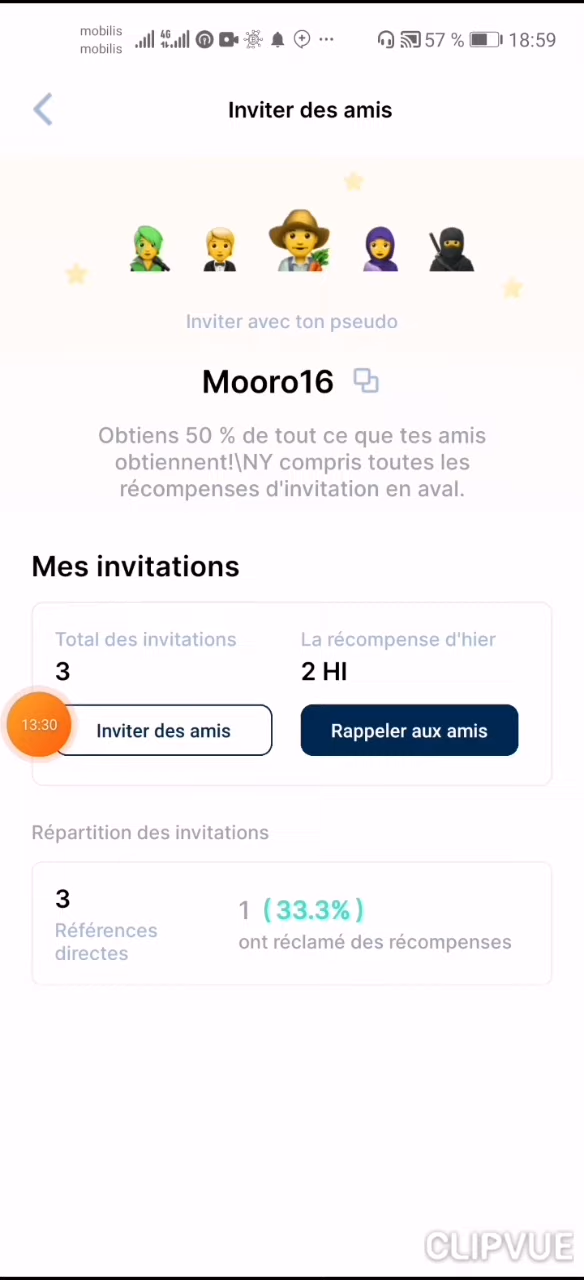 mobilis
mobilis
4G
57 %
18:59
Inviter des amis
Inviter avec ton pseudo
Mooro16
Obtiens 50 % de tout ce que tes amis
obtiennent!\NY compris toutes les
récompenses d'invitation en aval.
Mes invitations
Total des invitations
La récompense d'hier
3
2 HI
13:30
Inviter des amis
Rappeler aux amis
Répartition des invitations
3
1 (33.3%)
Références
directes
ont réclamé des récompenses
CLIPVUE